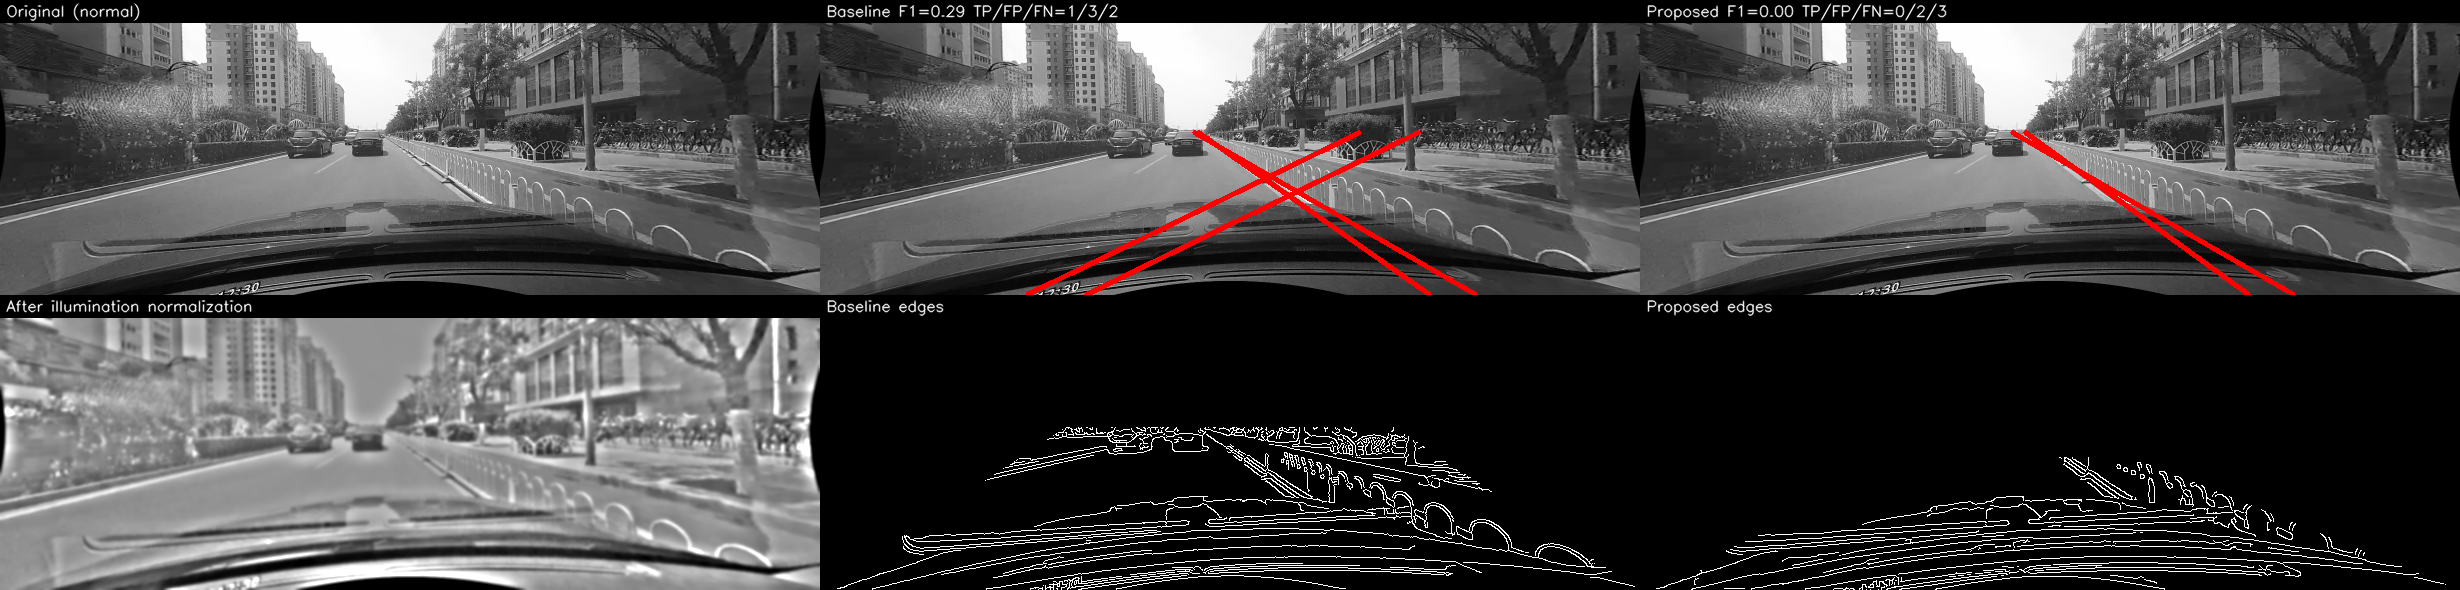 Original (normal)
Baseline F1=0.29 TP/FP/FN=1/3/2
Proposed F1=0.00 TP/FP/FN=0/2/3
After illumination normalization
Baseline edges
Proposed edges